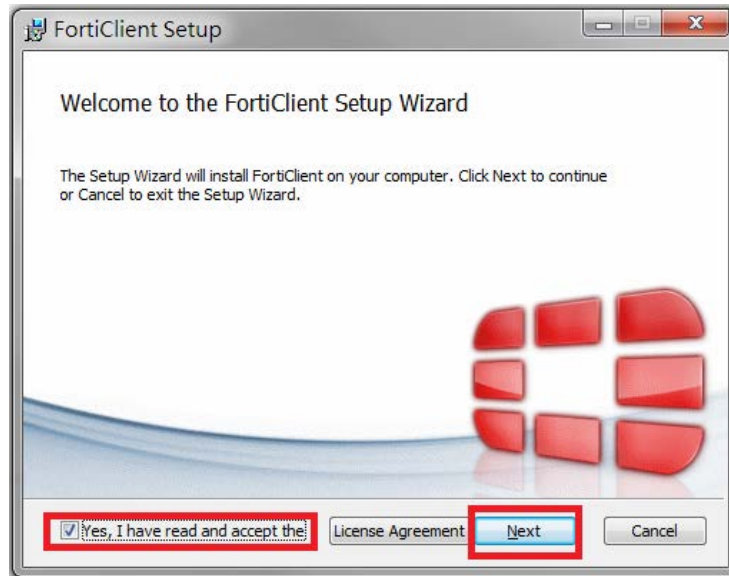 FortiClient Setup
Welcome to the FortiClient Setup Wizard
The Setup Wizard will install FortiClient on your computer. Click Next to continue
or Cancel to exit the Setup Wizard.
Yes, I have read and accept the License Agreement Next Cancel